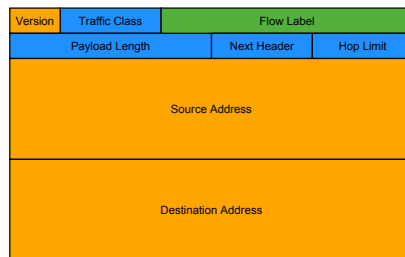 Version Traffic Class Flow Label
Payload Length Next Header Hop Limit
Source Address
Destination Address